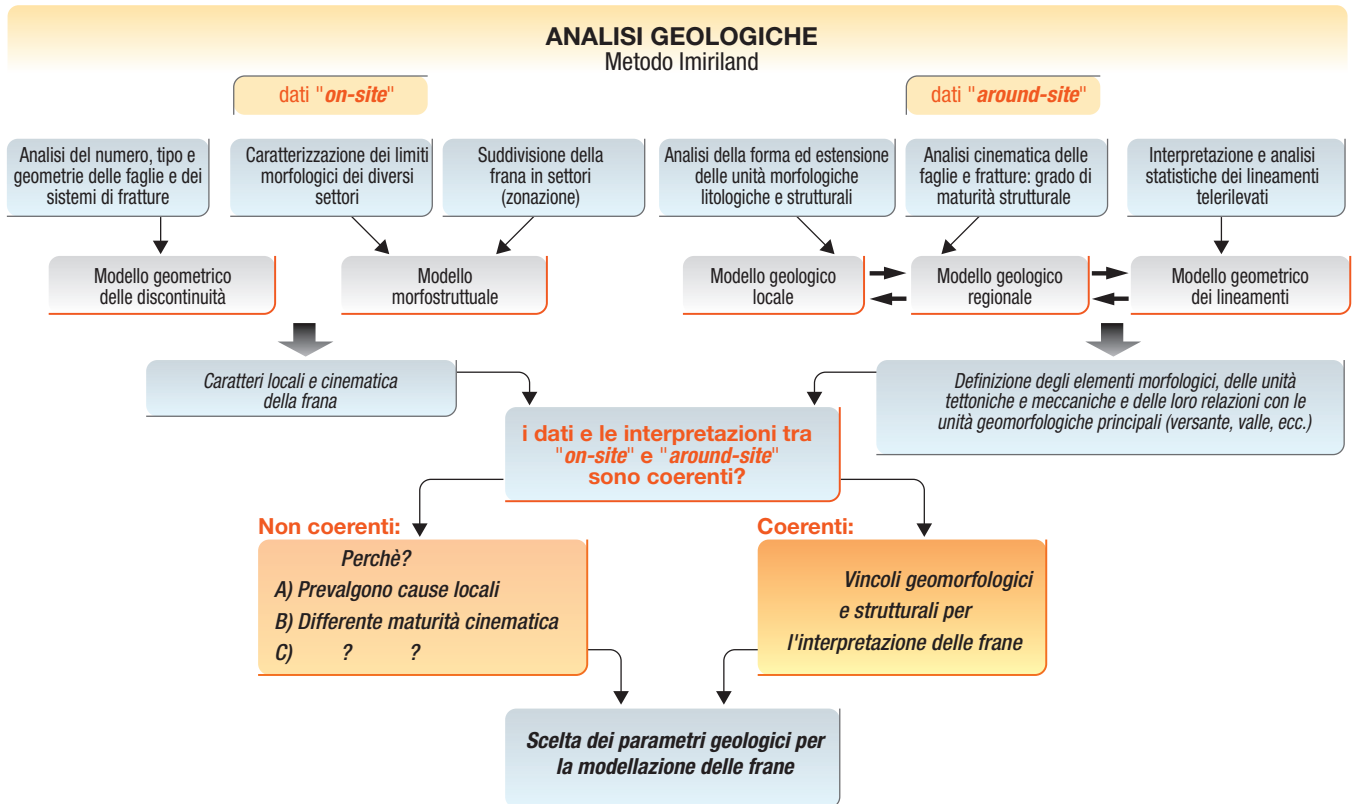 ANALISI GEOLOGICHE
Metodo Imiriland
dati "on-site"
dati "around-site"
Analisi del numero, tipo e
geometrie delle faglie e dei
sistemi di fratture
Caratterizzazione dei limiti
morfologici dei diversi
settori
Suddivisione della
frana in settori
(zonazione)
Analisi della forma ed estensione
delle unità morfologiche
litologiche e strutturali
Analisi cinematica delle
faglie e fratture: grado di
maturità strutturale
Interpretazione e analisi
statistiche dei lineamenti
telerilevati
Modello geometrico
delle discontinuità
Modello
morfostruttuale
Modello geologico
locale
Modello geologico
regionale
Modello geometrico
dei lineamenti
Caratteri locali e cinematica
della frana
Definizione degli elementi morfologici, delle unità
tettoniche e meccaniche e delle loro relazioni con le
unità geomorfologiche principali (versante, valle, ecc.)
i dati e le interpretazioni tra
"on-site" e "around-site"
sono coerenti?
Non coerenti:
Perchè?
A) Prevalgono cause locali
B) Differente maturità cinematica
C) ? ?
Coerenti:
Vincoli geomorfologici
e strutturali per
l'interpretazione delle frane
Scelta dei parametri geologici per
la modellazione delle frane